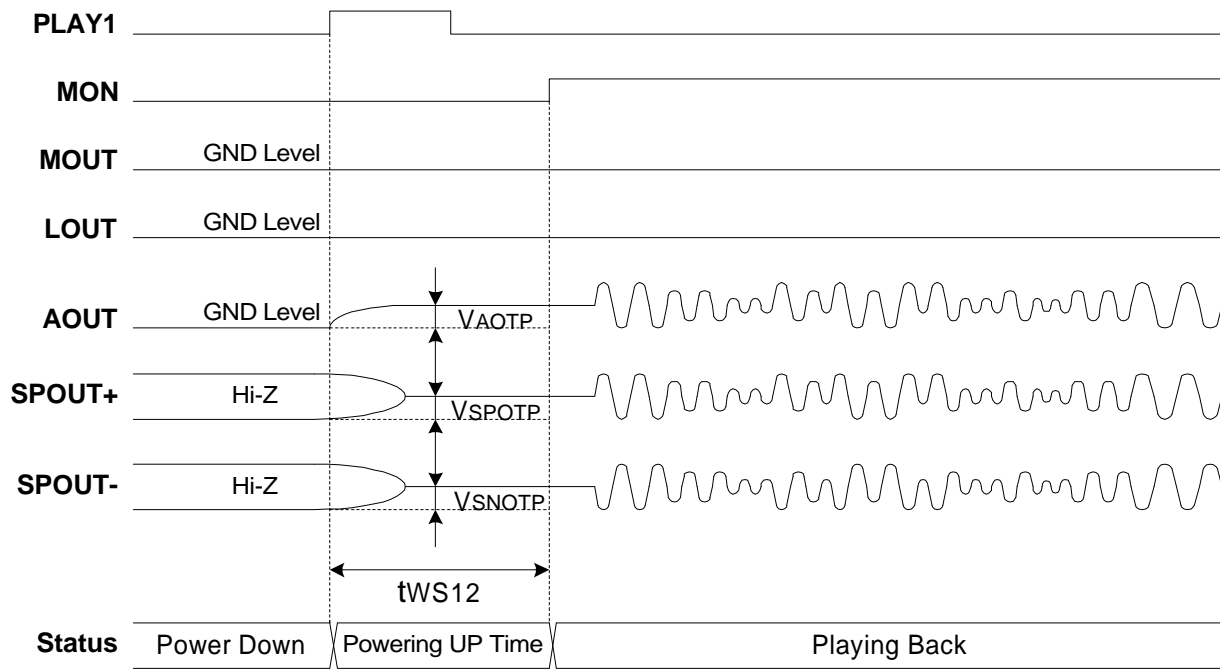 PLAY1
MON
MOUT GND Level
LOUT GND Level
AOUT GND Level VAOTP
SPOUT+ Hi-Z VSPOTP
SPOUT- Hi-Z VSNOTP
tWS12
Status Power Down Powering UP Time Playing Back